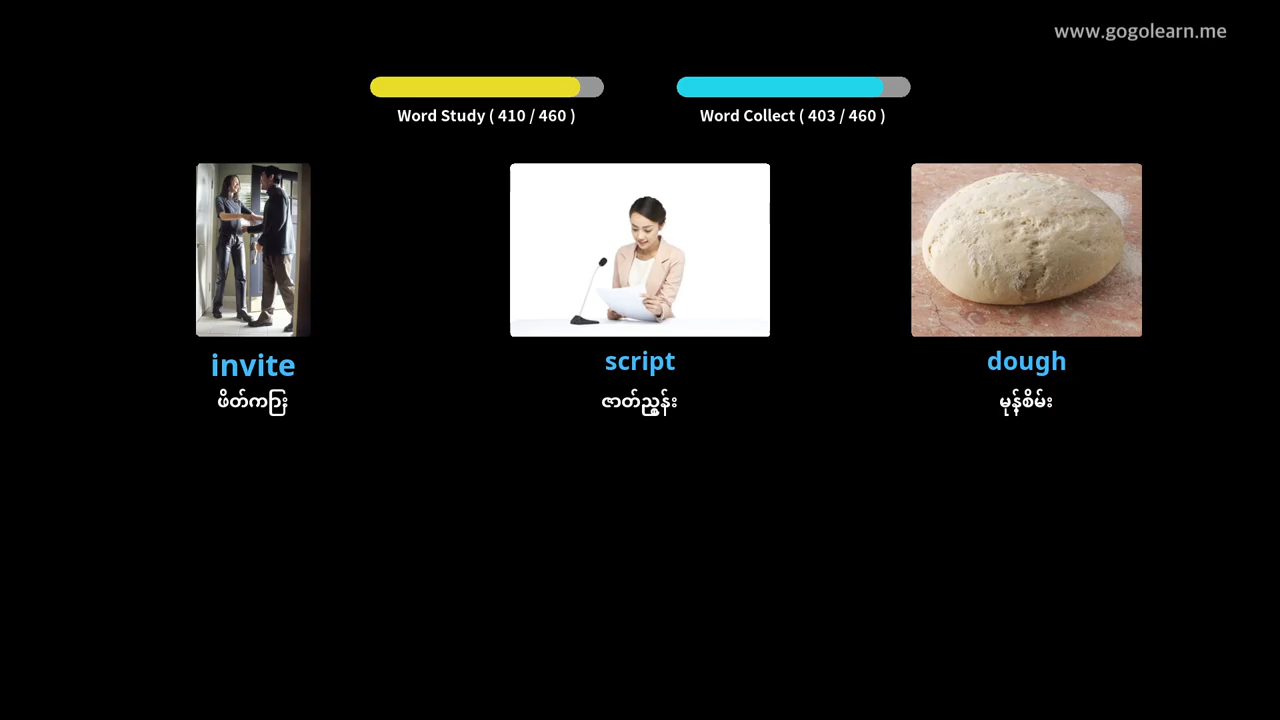 www.gogolearn.me
Word Study ( 410 / 460 )
Word Collect ( 403 / 460 )
invite
ဖိတ်ကြား
script
ဇာတ်ညွှန်း
dough
မုန့်စိမ်း